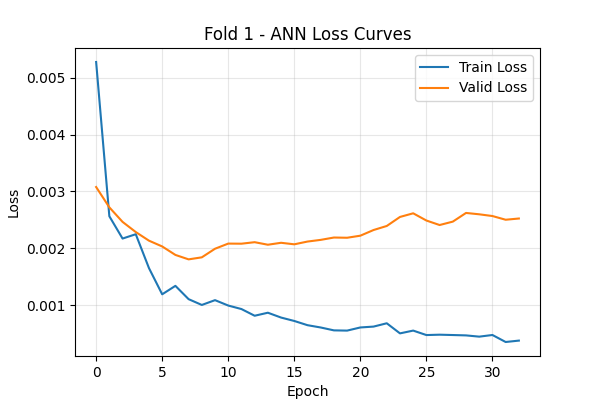 Fold 1 - ANN Loss Curves
Train Loss
Valid Loss
Loss
0.005
0.004
0.003
0.002
0.001
0 5 10 15 20 25 30
Epoch